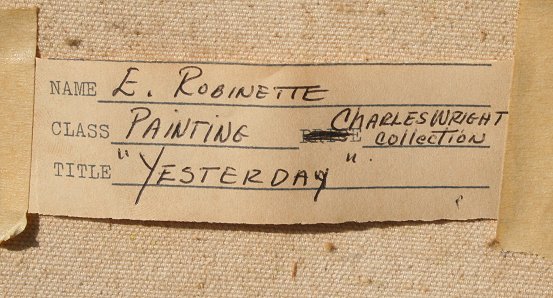 NAME E. ROBINETTE
CLASS PAINTING CHARLES WRIGHT
COLLECTION
TITLE "YESTERDAY".